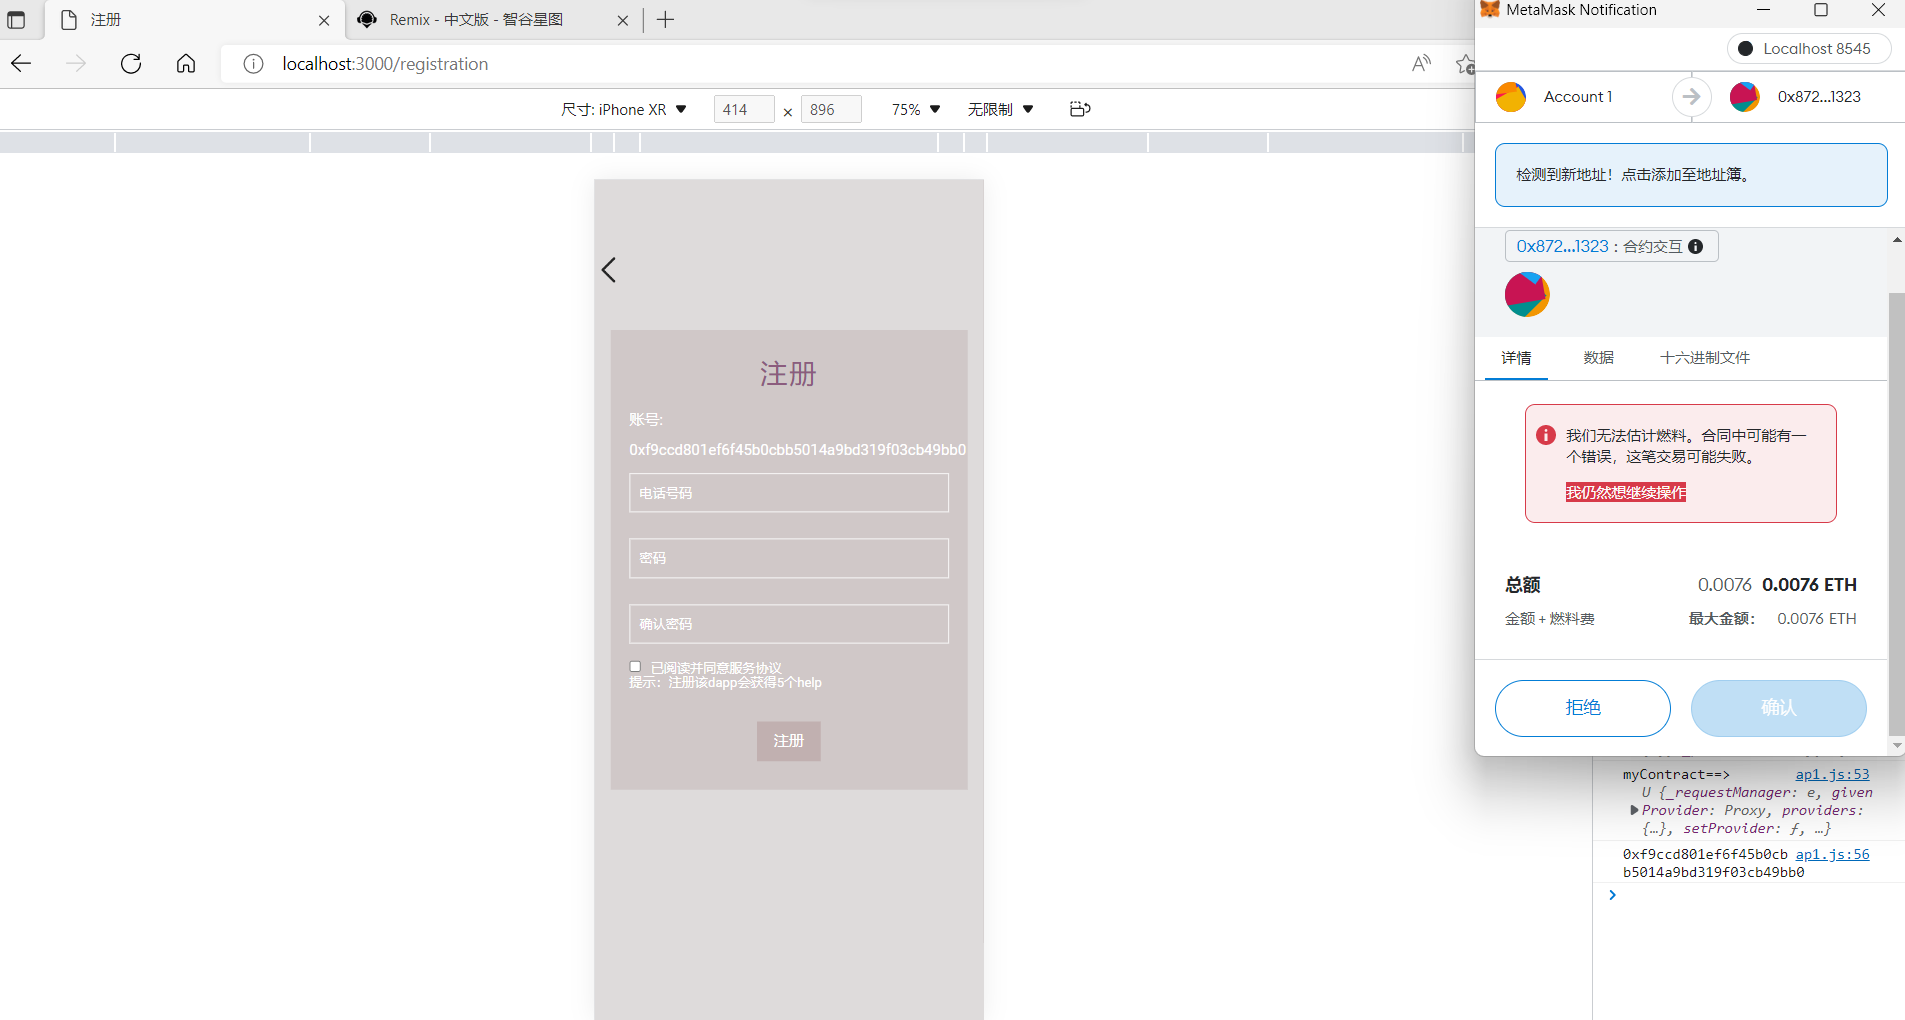 注册
Remix - 中文版 - 智谷星图
localhost:3000/registration
尺寸: iPhone XR
414
×
896
75%
无限制
注册
账号:
0xf9ccd801ef6f45b0cbb5014a9bd319f03cb49bb0
电话号码
密码
确认密码
已阅读并同意服务协议
提示：注册该dapp会获得5个help
注册
MetaMask Notification
Localhost 8545
Account 1
0x872...1323
检测到新地址！点击添加至地址簿。
0x872...1323 : 合约交互
详情
数据
十六进制文件
我们无法估计燃料。合同中可能有一
个错误，这笔交易可能失败。
我仍然想继续操作
总额
0.0076 0.0076 ETH
金额 + 燃料费
最大金额： 0.0076 ETH
拒绝
确认
myContract==> ap1.js:53
U {_requestManager: e, given
Provider: Proxy, providers:
{…}, setProvider: ƒ, …}
0xf9ccd801ef6f45b0cb ap1.js:56
b5014a9bd319f03cb49bb0